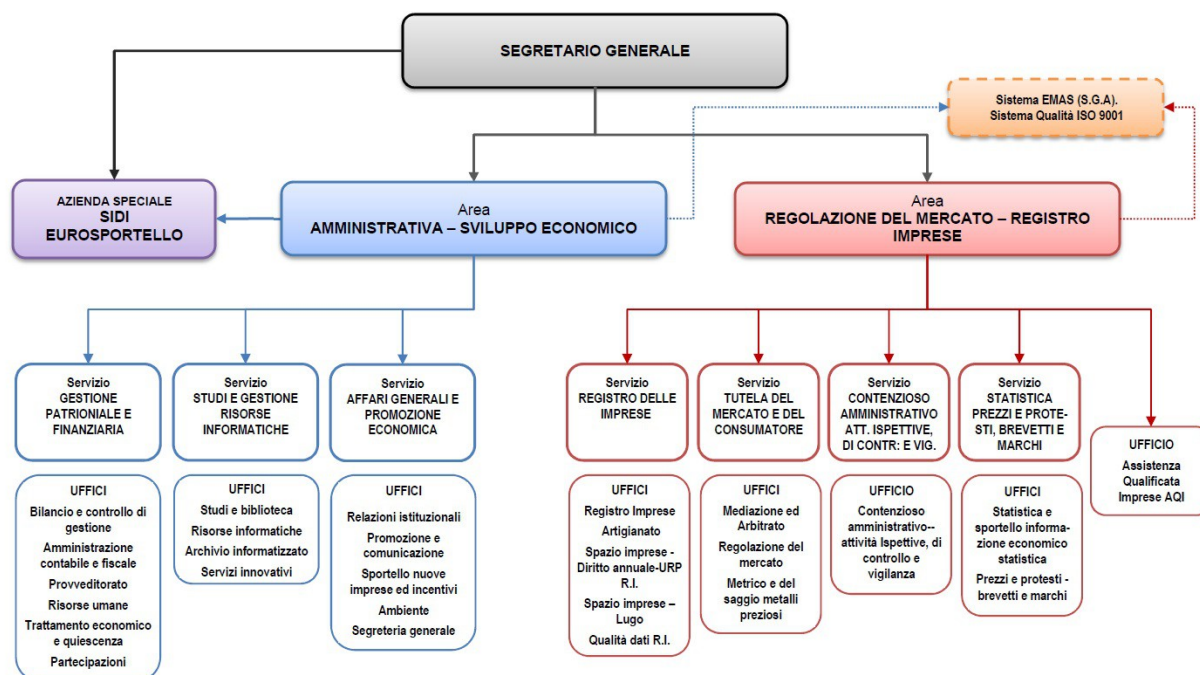 SEGRETARIO GENERALE
Sistema EMAS (S.G.A).
Sistema Qualità ISO 9001
AZIENDA SPECIALE
SIDI
EUROSPORTELLO
Area
AMMINISTRATIVA – SVILUPPO ECONOMICO
Area
REGOLAZIONE DEL MERCATO – REGISTRO
IMPRESE
Servizio
GESTIONE
PATRIONIALE E
FINANZIARIA
Servizio
STUDI E GESTIONE
RISORSE
INFORMATICHE
Servizio
AFFARI GENERALI E
PROMOZIONE
ECONOMICA
Servizio
REGISTRO DELLE
IMPRESE
Servizio
TUTELA DEL
MERCATO E DEL
CONSUMATORE
Servizio
CONTENZIOSO
AMMINISTRATIVO
ATT. ISPETTIVE,
DI CONTR: E VIG.
Servizio
STATISTICA
PREZZI E PROTE-
STI, BREVETTI E
MARCHI
UFFICIO
Assistenza
Qualificata
Imprese AQI
UFFICI
Bilancio e controllo di
gestione
Amministrazione
contabile e fiscale
Provveditorato
Risorse umane
Trattamento economico
e quiescenza
Partecipazioni
UFFICI
Studi e biblioteca
Risorse informatiche
Archivio informatizzato
Servizi innovativi
UFFICI
Relazioni istituzionali
Promozione e
comunicazione
Sportello nuove
imprese ed incentivi
Ambiente
Segreteria generale
UFFICI
Registro Imprese
Artigianato
Spazio imprese -
Diritto annuale-URP
R.I.
Spazio imprese –
Lugo
Qualità dati R.I.
UFFICI
Mediazione ed
Arbitrato
Regolazione del
mercato
Metrico e del
saggio metalli
preziosi
UFFICIO
Contenzioso
amministrativo--
attività Ispettive, di
controllo e
vigilanza
UFFICI
Statistica e
sportello informa-
zione economico
statistica
Prezzi e protesti -
brevetti e marchi